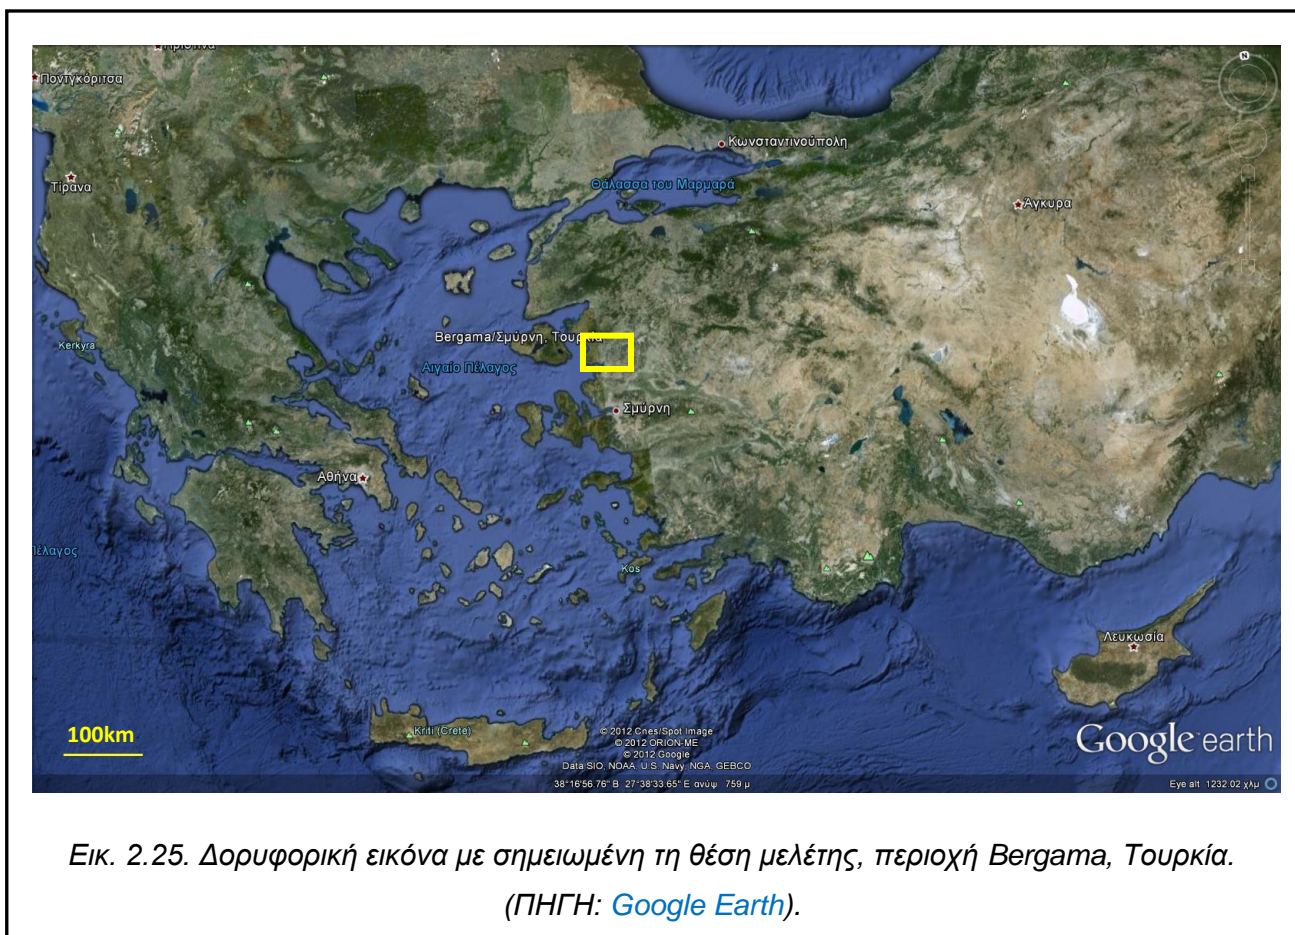 Πρίστινα
Ποντγκόριτσα
Κωνσταντινούπολη
Τίρανα
Θάλασσα του Μαρμαρά
Άγκυρα
Bergama/Σμύρνη, Τουρκία
Kerkyra
Αιγαίο Πέλαγος
Σμύρνη
Αθήνα
Πέλαγος
Kos
Λευκωσία
100km
Kriti (Crete)
© 2012 Cnes/Spot Image
© 2012 ORION-ME
© 2012 Google
Data SIO, NOAA, U.S. Navy, NGA, GEBCO
Google earth
38°16'56.76" Β 27°38'33.65" Ε ανύψ 759 μ
Eye alt 1232.02 χλμ
Εικ. 2.25. Δορυφορική εικόνα με σημειωμένη τη θέση μελέτης, περιοχή Bergama, Τουρκία.
(ΠΗΓΗ: Google Earth).